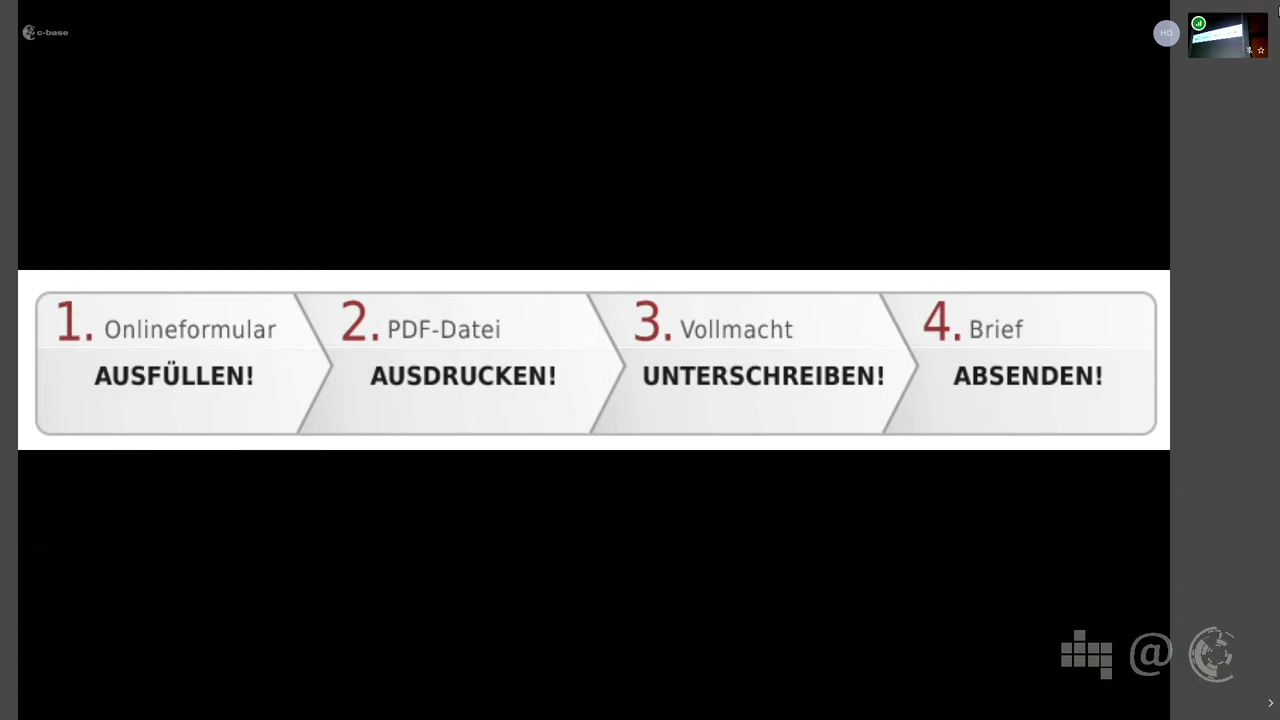 c-base
HO
1. Onlineformular
AUSFÜLLEN!
2. PDF-Datei
AUSDRUCKEN!
3. Vollmacht
UNTERSCHREIBEN!
4. Brief
ABSENDEN!
@